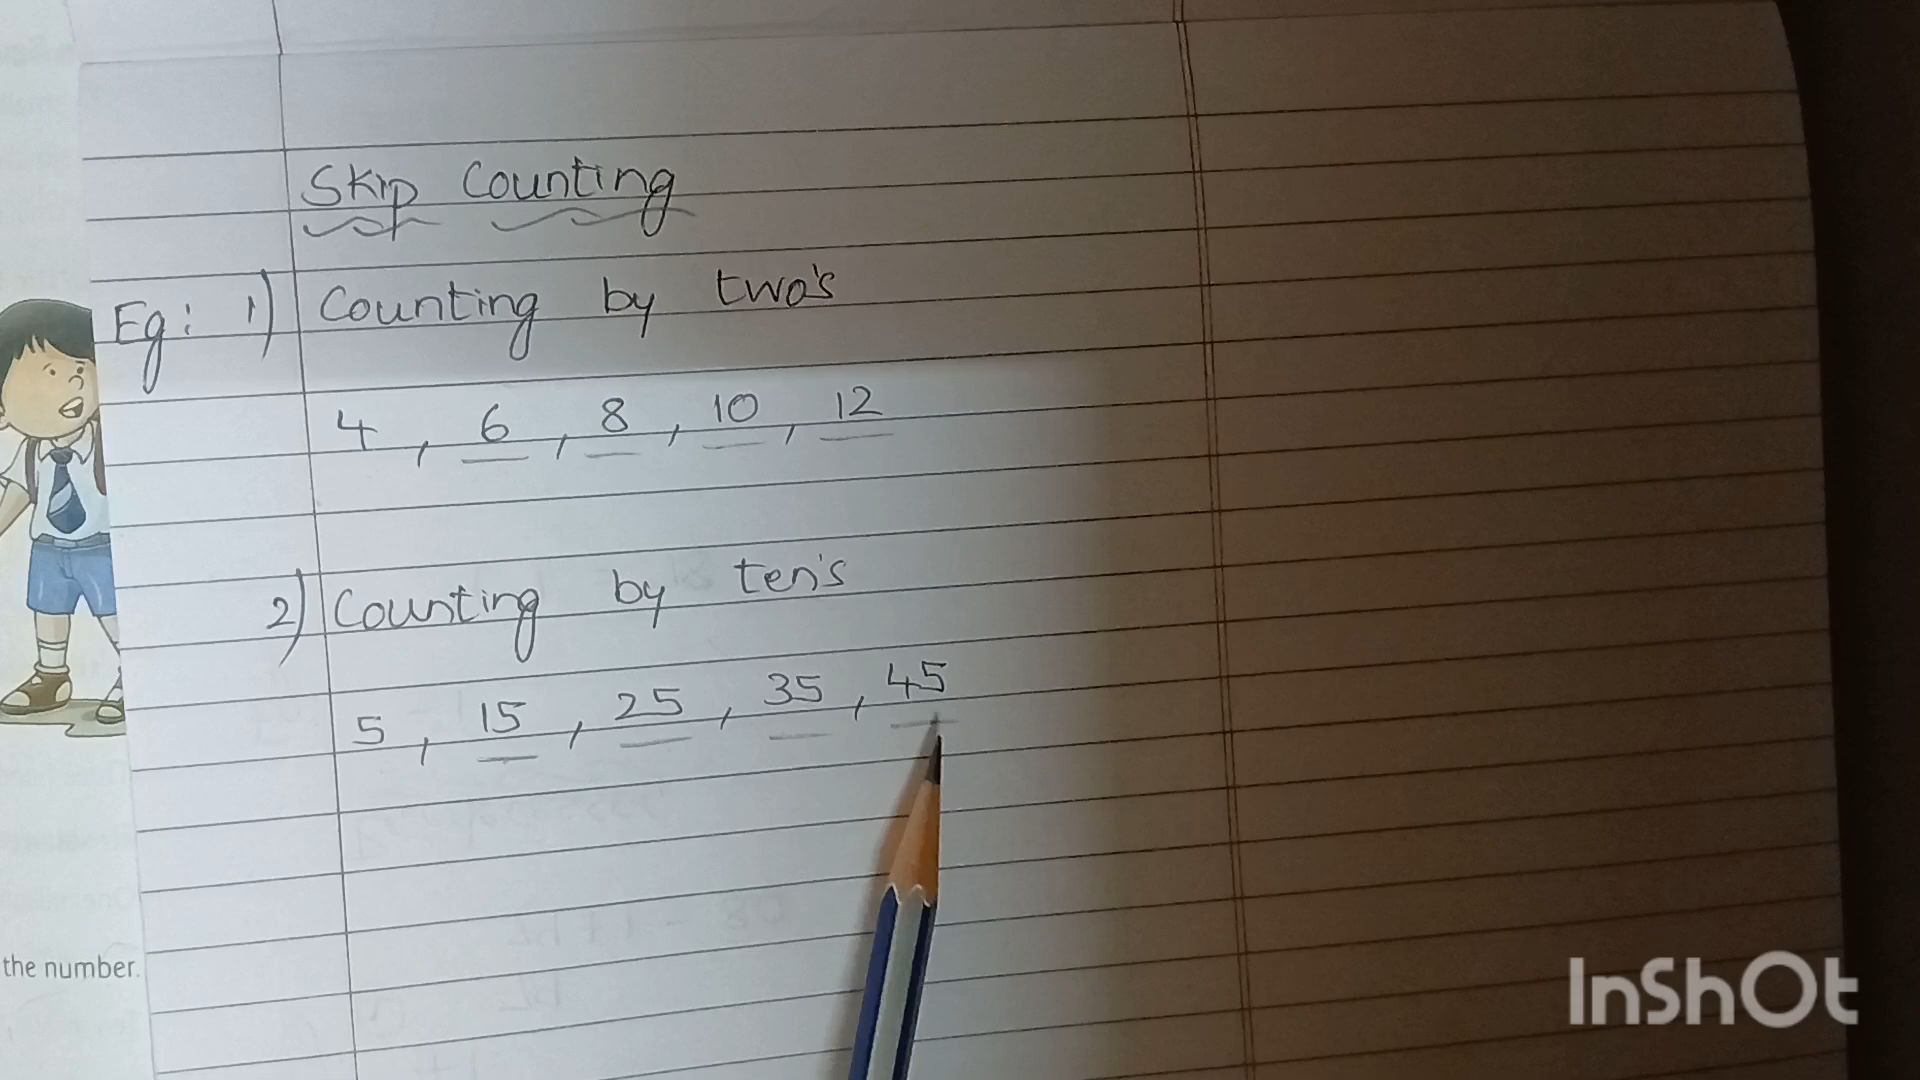 Skip Counting
Eg: 1) Counting by two's
4, 6, 8, 10, 12
2) Counting by ten's
5, 15, 25, 35, 45
the number.
InShOt